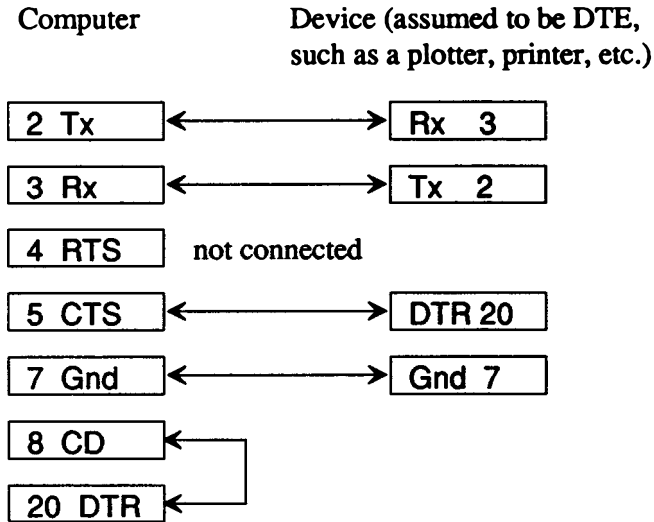 Computer
Device (assumed to be DTE,
such as a plotter, printer, etc.)
2 Tx Rx 3
3 Rx Tx 2
4 RTS not connected
5 CTS DTR 20
7 Gnd Gnd 7
8 CD
20 DTR